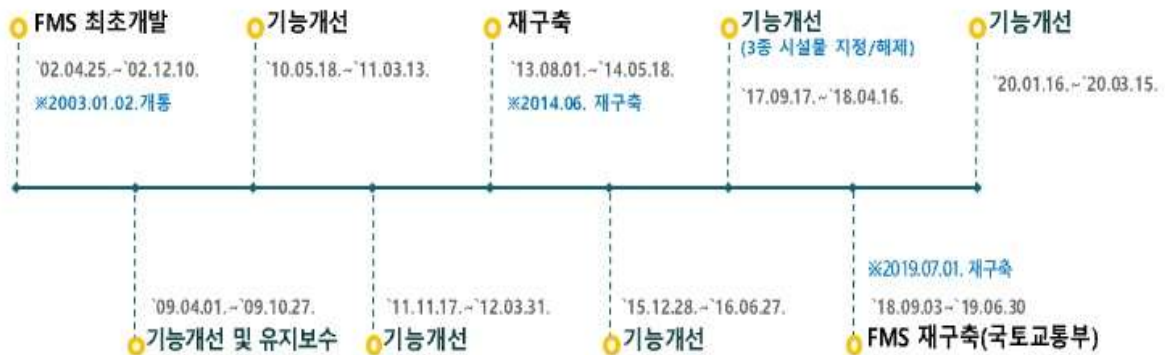 FMS 최초개발
`02.04.25.~`02.12.10.
※2003.01.02.개통
기능개선
`10.05.18.~`11.03.13.
재구축
`13.08.01.~`14.05.18.
※2014.06. 재구축
기능개선
(3종 시설물 지정/해제)
`17.09.17.~`18.04.16.
기능개선
`20.01.16.~`20.03.15.
`09.04.01.~`09.10.27.
기능개선 및 유지보수
`11.11.17.~`12.03.31.
기능개선
`15.12.28.~`16.06.27.
기능개선
※2019.07.01. 재구축
`18.09.03~`19.06.30
FMS 재구축(국토교통부)